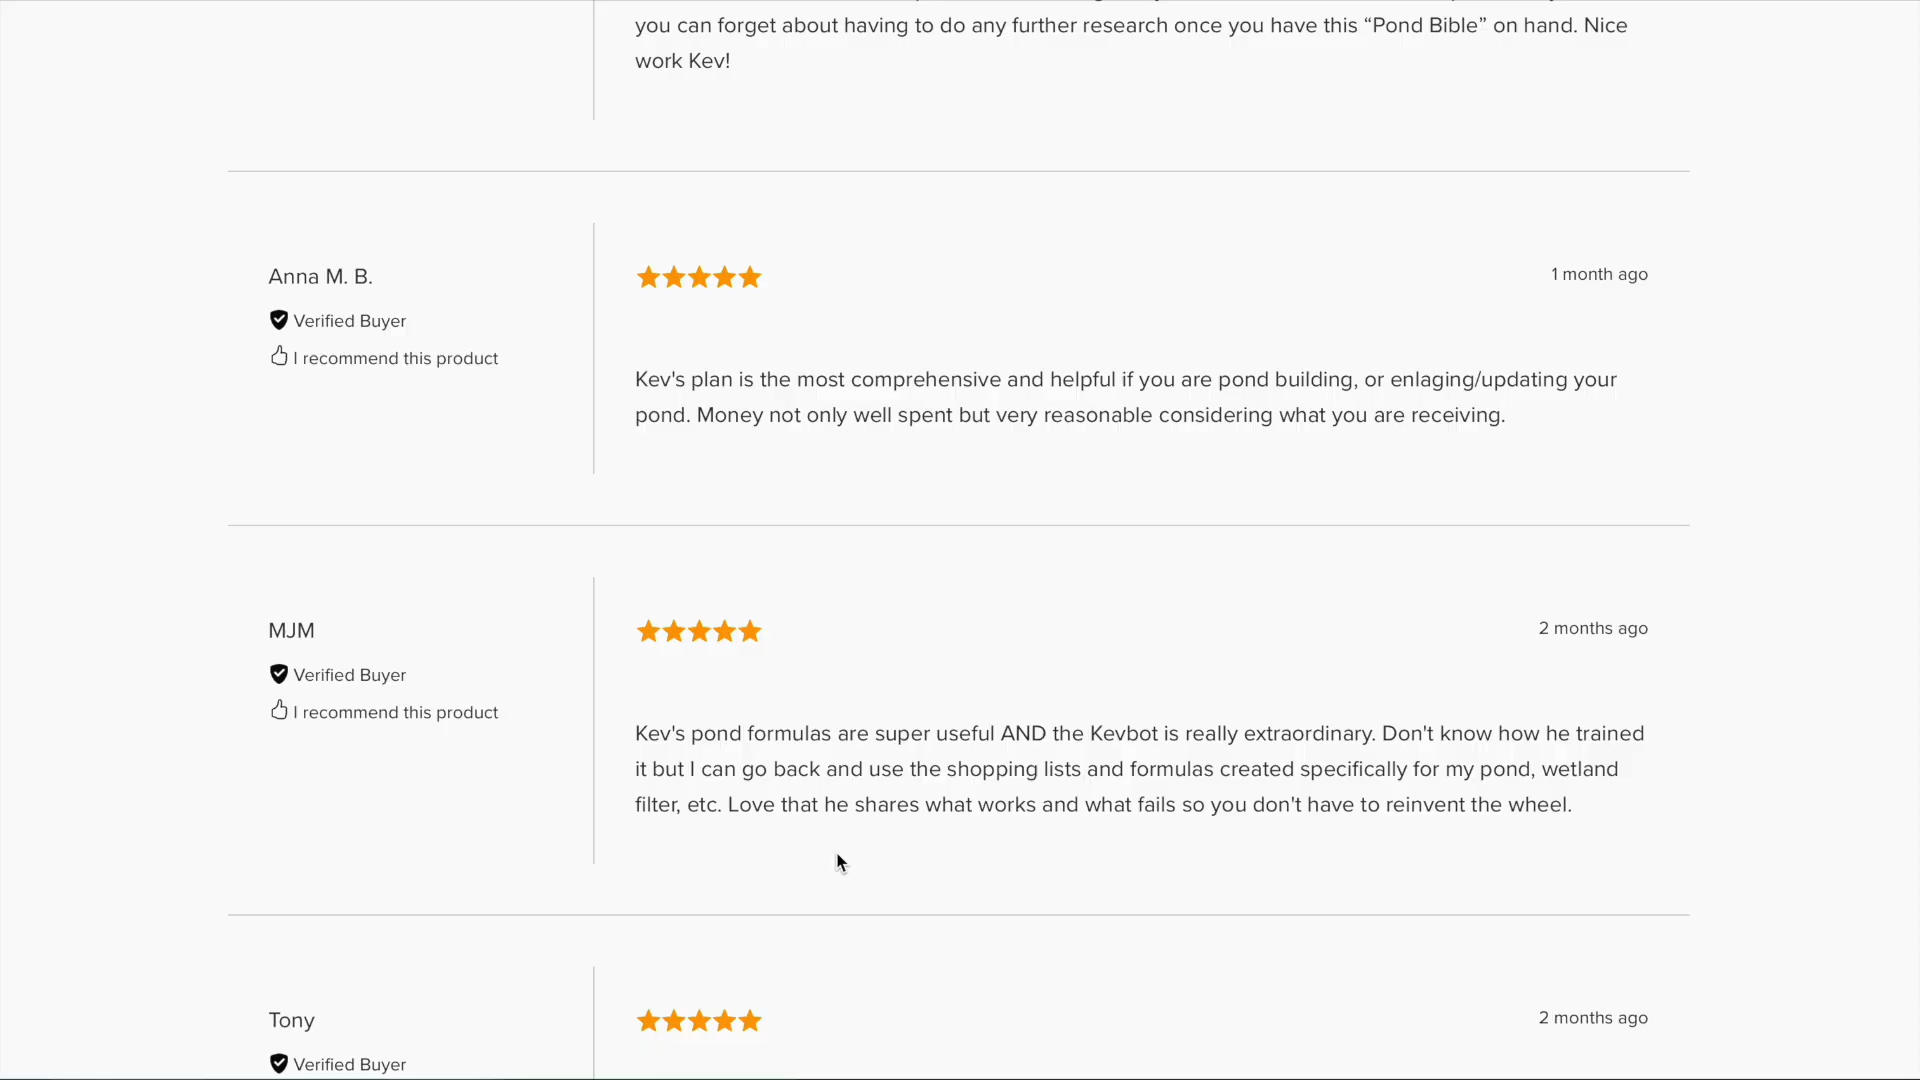 you can forget about having to do any further research once you have this “Pond Bible” on hand. Nice
work Kev!
Anna M. B.
1 month ago
Verified Buyer
I recommend this product
Kev's plan is the most comprehensive and helpful if you are pond building, or enlaging/updating your
pond. Money not only well spent but very reasonable considering what you are receiving.
MJM
2 months ago
Verified Buyer
I recommend this product
Kev's pond formulas are super useful AND the Kevbot is really extraordinary. Don't know how he trained
it but I can go back and use the shopping lists and formulas created specifically for my pond, wetland
filter, etc. Love that he shares what works and what fails so you don't have to reinvent the wheel.
Tony
2 months ago
Verified Buyer